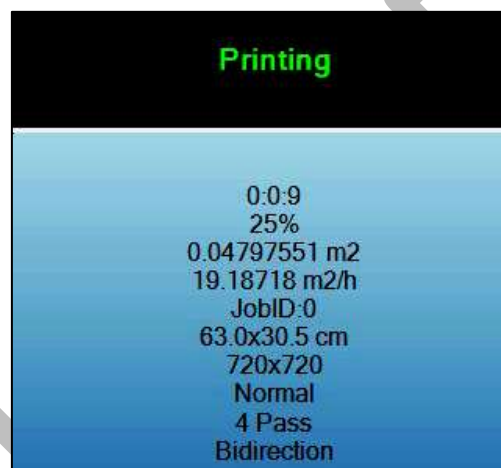 Printing
0:0:9
25%
0.04797551 m2
19.18718 m2/h
JobID:0
63.0x30.5 cm
720x720
Normal
4 Pass
Bidirection